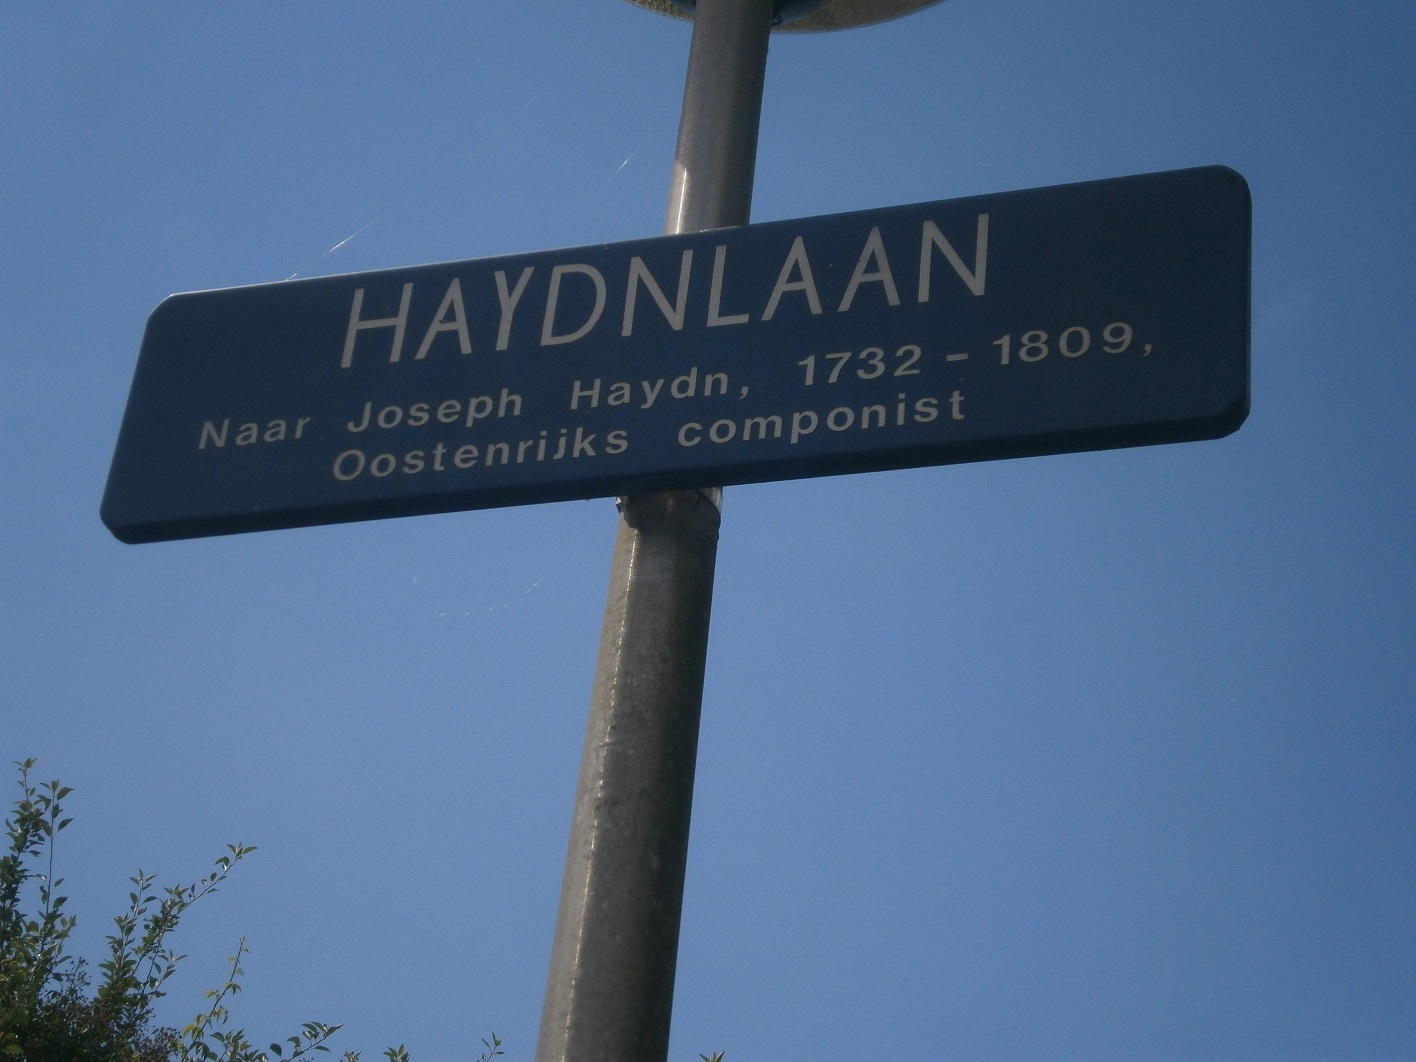 HAYDNLAAN
Naar Joseph Haydn, 1732 - 1809,
Oostenrijks componist